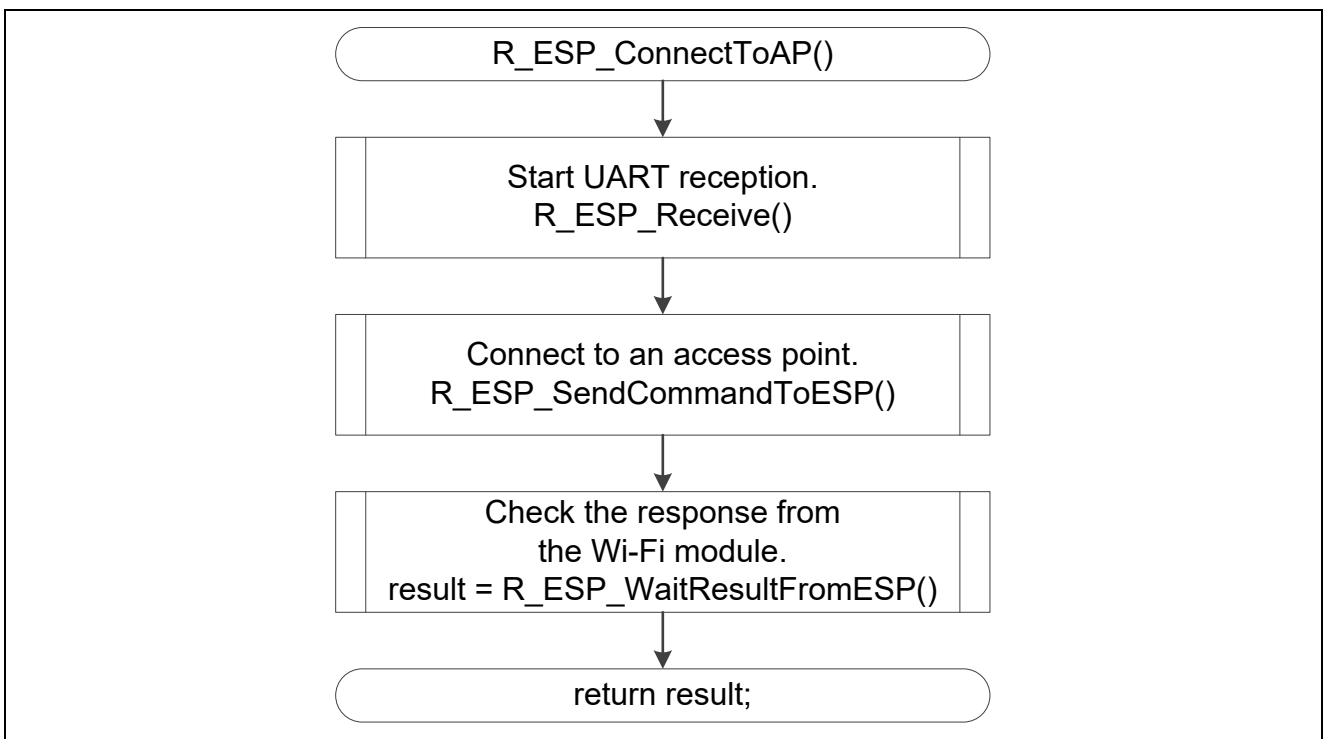 R_ESP_ConnectToAP()
Start UART reception.
R_ESP_Receive()
Connect to an access point.
R_ESP_SendCommandToESP()
Check the response from
the Wi-Fi module.
result = R_ESP_WaitResultFromESP()
return result;